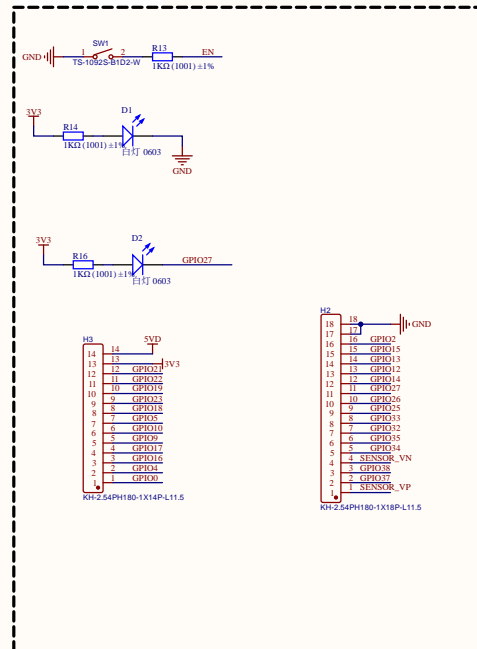 SW1
GND 1 2 R13 EN
TS-1092S-B1D2-W 1KΩ (1001) ±1%
D1
3V3
R14
1KΩ (1001) ±1% 白灯 0603
GND
D2
3V3
R16 GPIO27
1KΩ (1001) ±1% 白灯 0603
H3
14 14 5VD
13 13 3V3
12 12 GPIO21
11 11 GPIO22
10 10 GPIO19
9 9 GPIO23
8 8 GPIO18
7 7 GPIO5
6 6 GPIO10
5 5 GPIO9
4 4 GPIO17
3 3 GPIO16
2 2 GPIO4
1 1 GPIO0
KH-2.54PH180-1X14P-L11.5
H2
18 18 GND
17 17
16 16 GPIO2
15 15 GPIO15
14 14 GPIO13
13 13 GPIO12
12 12 GPIO14
11 11 GPIO27
10 10 GPIO26
9 9 GPIO25
8 8 GPIO33
7 7 GPIO32
6 6 GPIO35
5 5 GPIO34
4 4 SENSOR_VN
3 3 GPIO38
2 2 GPIO37
1 1 SENSOR_VP
KH-2.54PH180-1X18P-L11.5